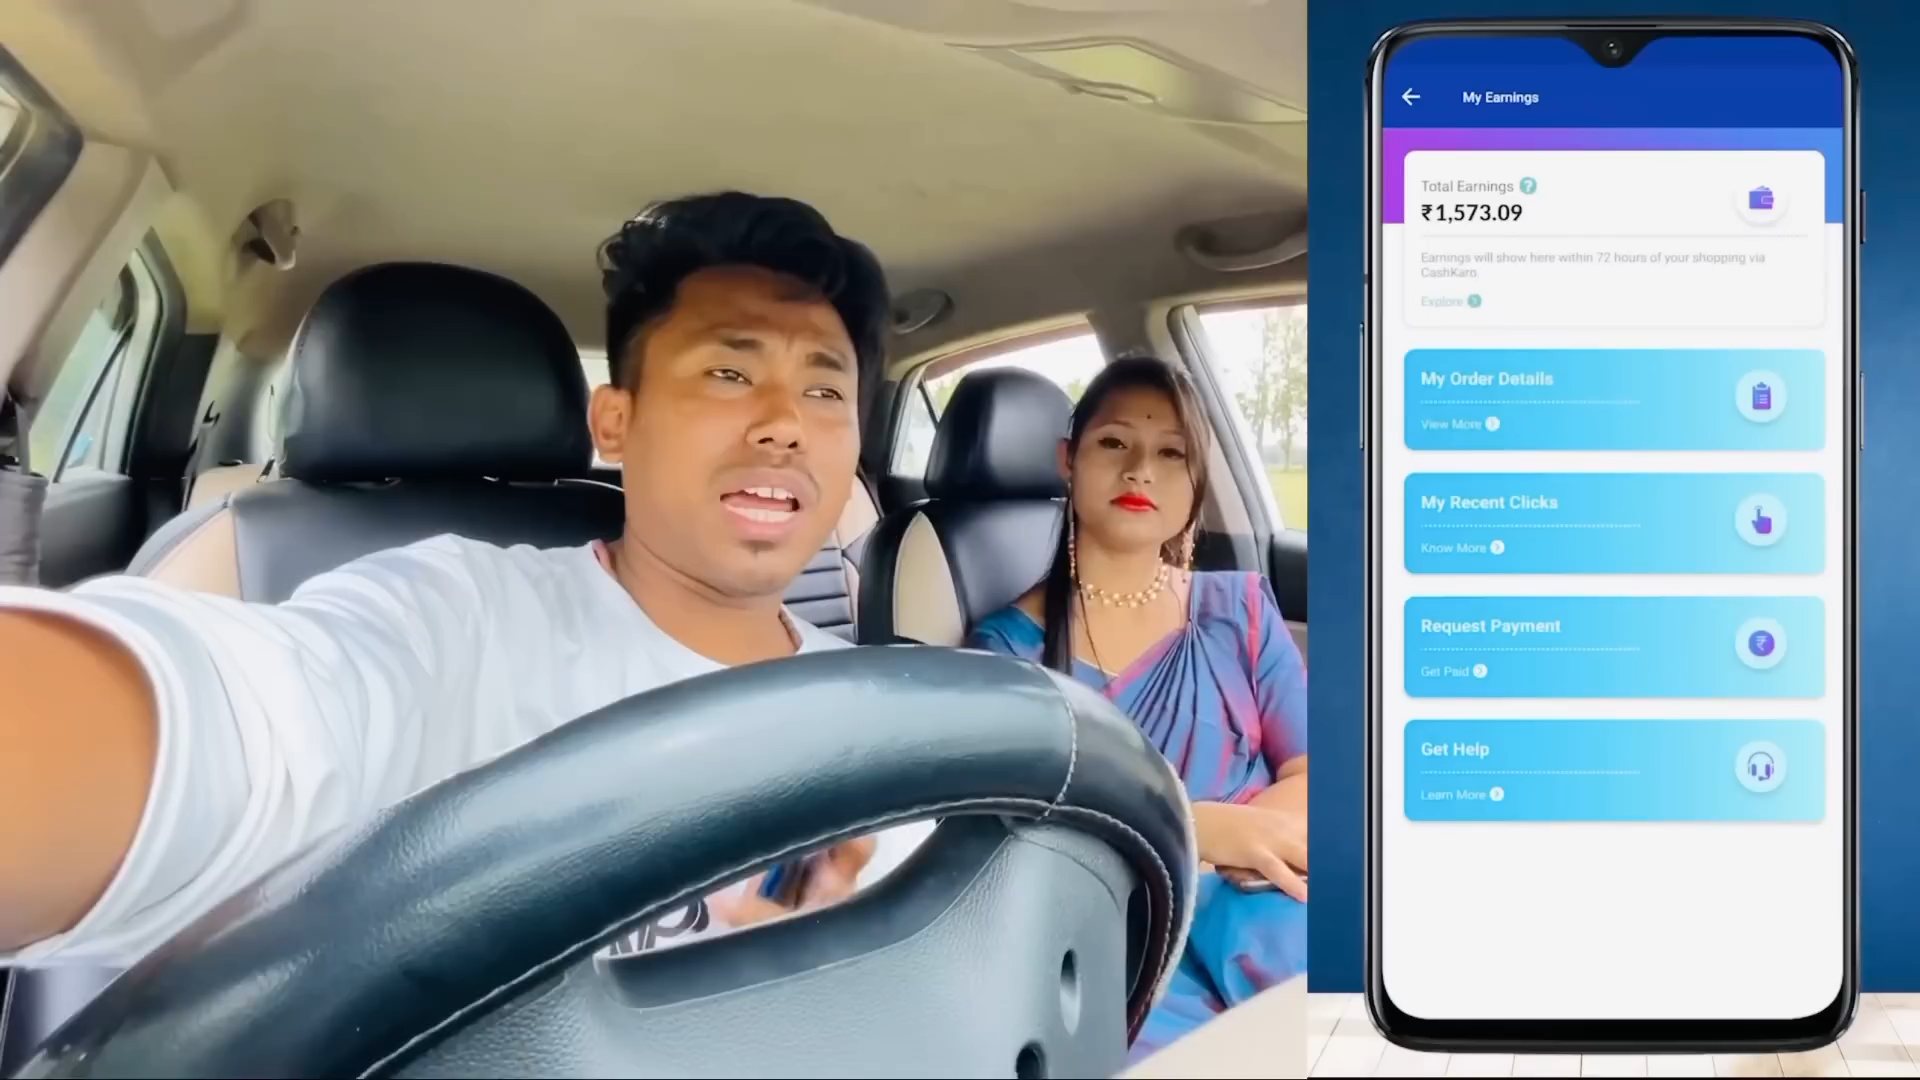 My Earnings
Total Earnings ?
₹1,573.09
Earnings will show here within 72 hours of your shopping via
CashKaro.
Explore
My Order Details
View More
My Recent Clicks
Know More
Request Payment
₹
Get Paid
Get Help
Learn More